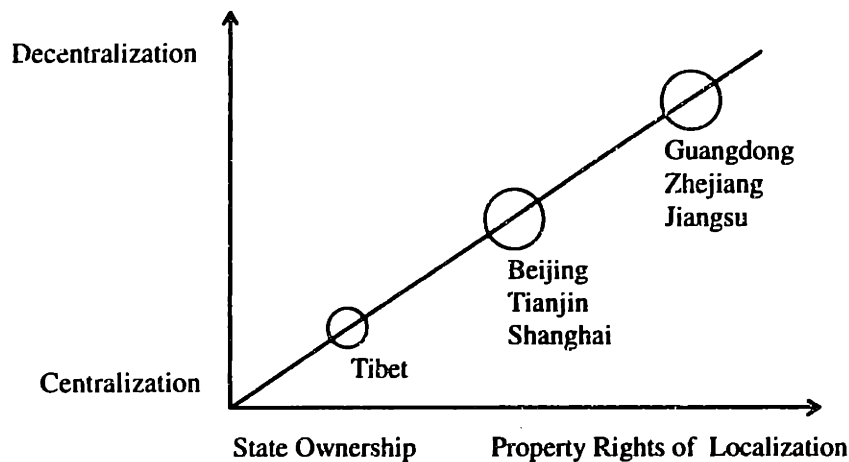 Decentralization
Guangdong
Zhejiang
Jiangsu
Beijing
Tianjin
Shanghai
Tibet
Centralization
State Ownership
Property Rights of Localization